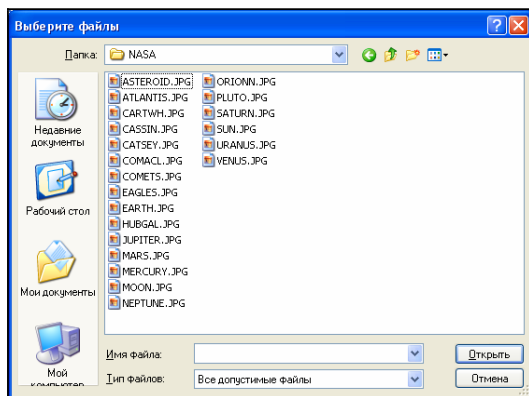 Выберите файлы
Папка:
NASA
Недавние
документы
Рабочий стол
Мои документы
Мой
компьютер
ASTEROID.JPG
ATLANTIS.JPG
CARTWH.JPG
CASSIN.JPG
CATSEY.JPG
COMACL.JPG
COMETS.JPG
EAGLES.JPG
EARTH.JPG
HUBGAL.JPG
JUPITER.JPG
MARS.JPG
MERCURY.JPG
MOON.JPG
NEPTUNE.JPG
ORIONN.JPG
PLUTO.JPG
SATURN.JPG
SUN.JPG
URANUS.JPG
VENUS.JPG
Имя файла:
Открыть
Тип файлов:
Все допустимые файлы
Отмена